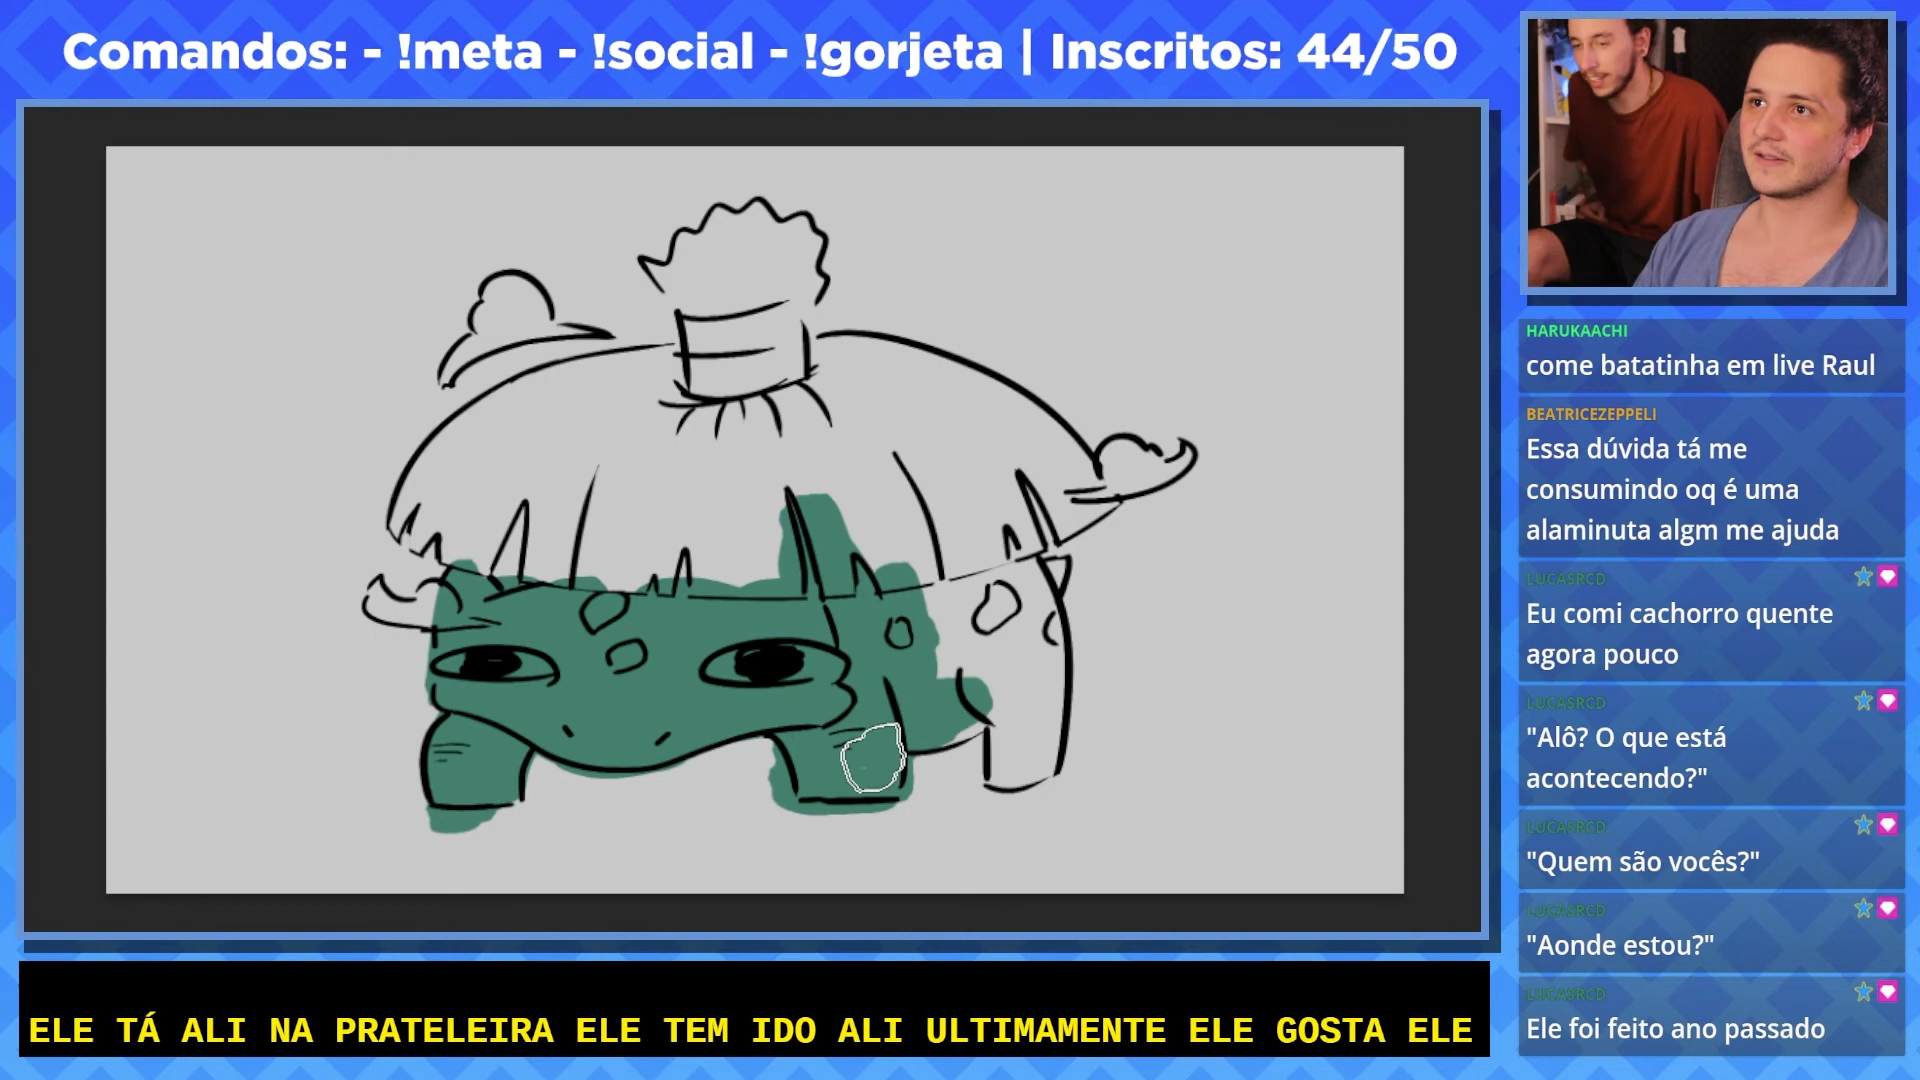 Comandos: - !meta - !social - !gorjeta | Inscritos: 44/50
HARUKAACHI
come batatinha em live Raul
BEATRICEZEPPELI
Essa dúvida tá me
consumindo oq é uma
alaminuta algm me ajuda
LUCASRCD
Eu comi cachorro quente
agora pouco
LUCASRCD
"Alô? O que está
acontecendo?"
LUCASRCD
"Quem são vocês?"
LUCASRCD
"Aonde estou?"
LUCASRCD
Ele foi feito ano passado
ELE TÁ ALI NA PRATELEIRA ELE TEM IDO ALI ULTIMAMENTE ELE GOSTA ELE